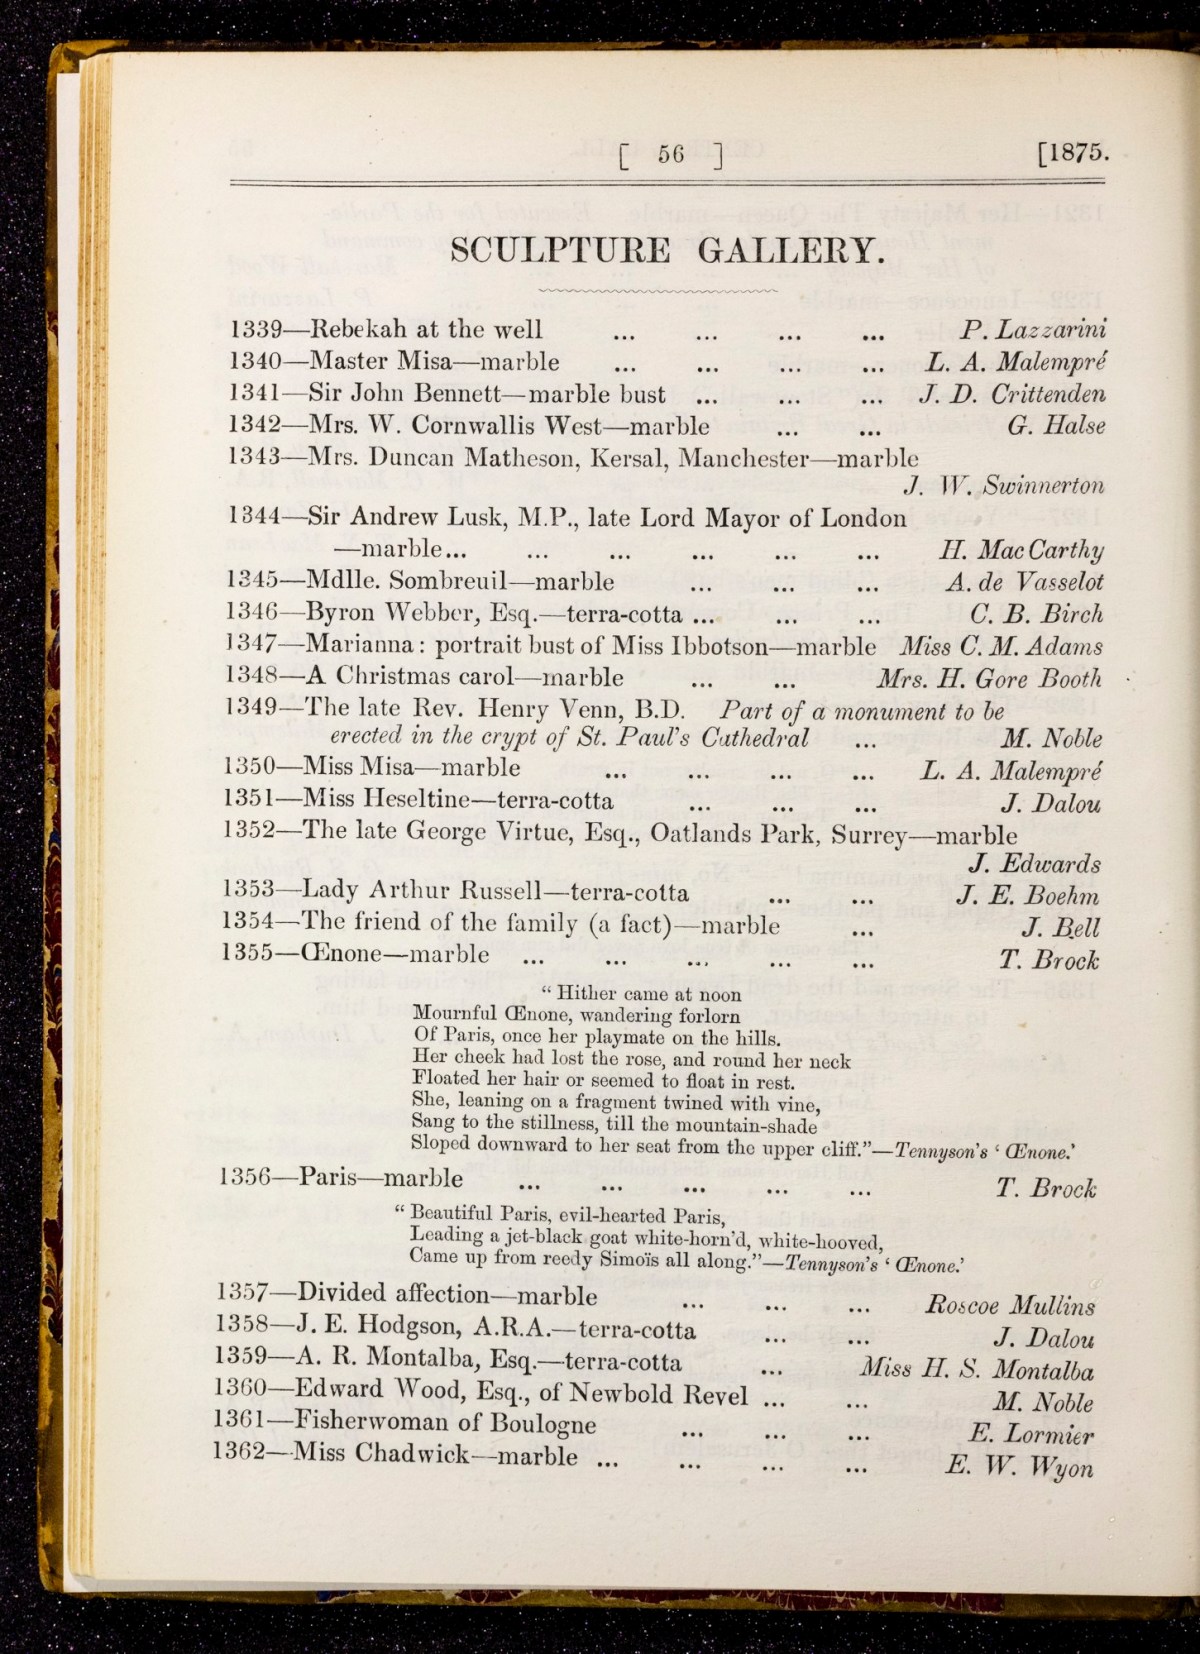 [ 56 ] [1875.
SCULPTURE GALLERY.
1339—Rebekah at the well ... ... ... ... P. Lazzarini
1340—Master Misa—marble ... ... ... ... L. A. Malempré
1341—Sir John Bennett—marble bust ... ... ... J. D. Crittenden
1342—Mrs. W. Cornwallis West—marble ... ... G. Halse
1343—Mrs. Duncan Matheson, Kersal, Manchester—marble
J. W. Swinnerton
1344—Sir Andrew Lusk, M.P., late Lord Mayor of London
—marble... ... ... ... ... ... H. MacCarthy
1345—Mdlle. Sombreuil—marble ... ... ... A. de Vasselot
1346—Byron Webber, Esq.—terra-cotta ... ... ... C. B. Birch
1347—Marianna: portrait bust of Miss Ibbotson—marble Miss C. M. Adams
1348—A Christmas carol—marble ... ... Mrs. H. Gore Booth
1349—The late Rev. Henry Venn, B.D. Part of a monument to be
erected in the crypt of St. Paul's Cathedral ... M. Noble
1350—Miss Misa—marble ... ... ... ... L. A. Malempré
1351—Miss Heseltine—terra-cotta ... ... ... J. Dalou
1352—The late George Virtue, Esq., Oatlands Park, Surrey—marble
J. Edwards
1353—Lady Arthur Russell—terra-cotta ... ... J. E. Boehm
1354—The friend of the family (a fact)—marble ... J. Bell
1355—Œnone—marble ... ... ... ... ... T. Brock
“ Hither came at noon
Mournful Œnone, wandering forlorn
Of Paris, once her playmate on the hills.
Her cheek had lost the rose, and round her neck
Floated her hair or seemed to float in rest.
She, leaning on a fragment twined with vine,
Sang to the stillness, till the mountain-shade
Sloped downward to her seat from the upper cliff.”—Tennyson's ‘ Œnone.’
1356—Paris—marble ... ... ... ... ... T. Brock
“ Beautiful Paris, evil-hearted Paris,
Leading a jet-black goat white-horn'd, white-hooved,
Came up from reedy Simoïs all along.”—Tennyson's ‘ Œnone.’
1357—Divided affection—marble ... ... ... Roscoe Mullins
1358—J. E. Hodgson, A.R.A.—terra-cotta ... ... J. Dalou
1359—A. R. Montalba, Esq.—terra-cotta ... Miss H. S. Montalba
1360—Edward Wood, Esq., of Newbold Revel ... ... M. Noble
1361—Fisherwoman of Boulogne ... ... ... E. Lormier
1362—Miss Chadwick—marble ... ... ... ... E. W. Wyon